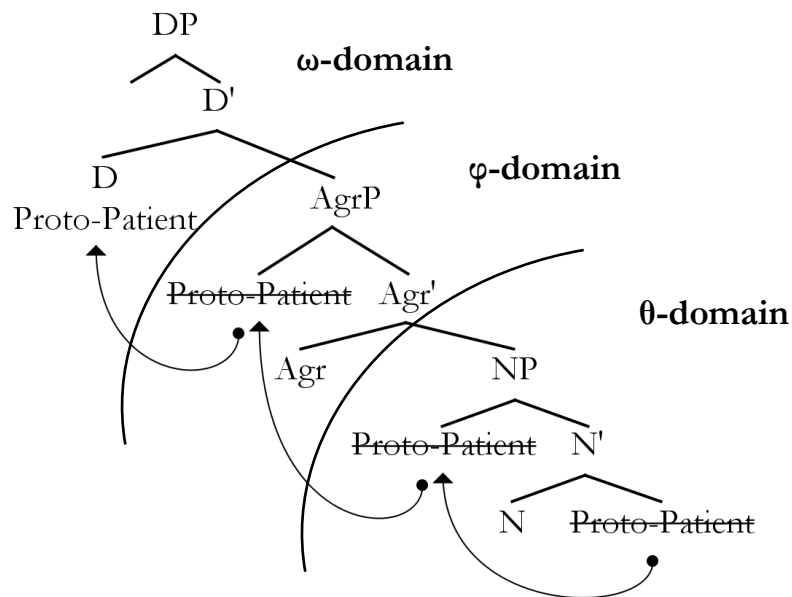 DP
ω-domain
D'
D
φ-domain
AgrP
Proto-Patient
Proto-Patient Agr'
θ-domain
Agr
NP
Proto-Patient N'
N Proto-Patient